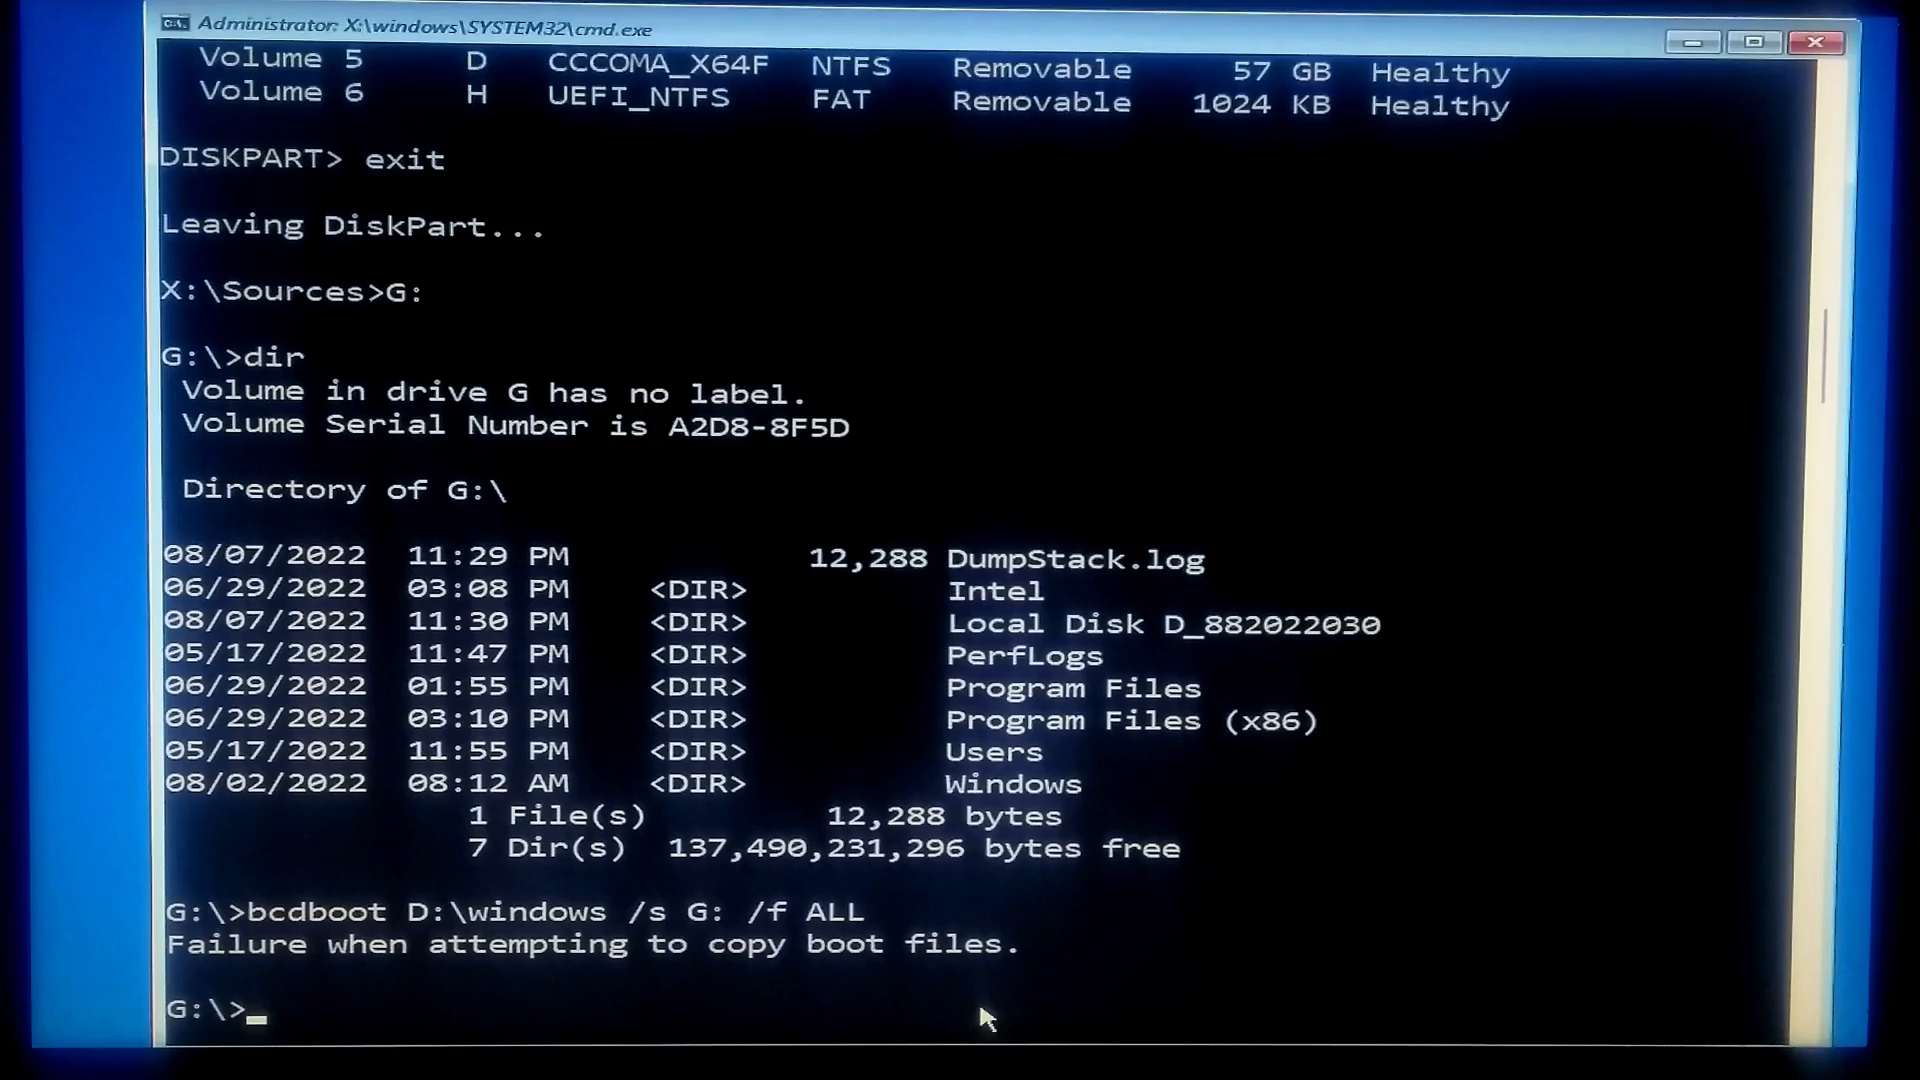 Administrator: X:\windows\SYSTEM32\cmd.exe
Volume 5 D CCCOMA_X64F NTFS Removable 57 GB Healthy
Volume 6 H UEFI_NTFS FAT Removable 1024 KB Healthy
DISKPART> exit
Leaving DiskPart...
X:\Sources>G:
G:\>dir
Volume in drive G has no label.
Volume Serial Number is A2D8-8F5D
Directory of G:\
08/07/2022 11:29 PM 12,288 DumpStack.log
06/29/2022 03:08 PM <DIR> Intel
08/07/2022 11:30 PM <DIR> Local Disk D_882022030
05/17/2022 11:47 PM <DIR> PerfLogs
06/29/2022 01:55 PM <DIR> Program Files
06/29/2022 03:10 PM <DIR> Program Files (x86)
05/17/2022 11:55 PM <DIR> Users
08/02/2022 08:12 AM <DIR> Windows
1 File(s) 12,288 bytes
7 Dir(s) 137,490,231,296 bytes free
G:\>bcdboot D:\windows /s G: /f ALL
Failure when attempting to copy boot files.
G:\>_